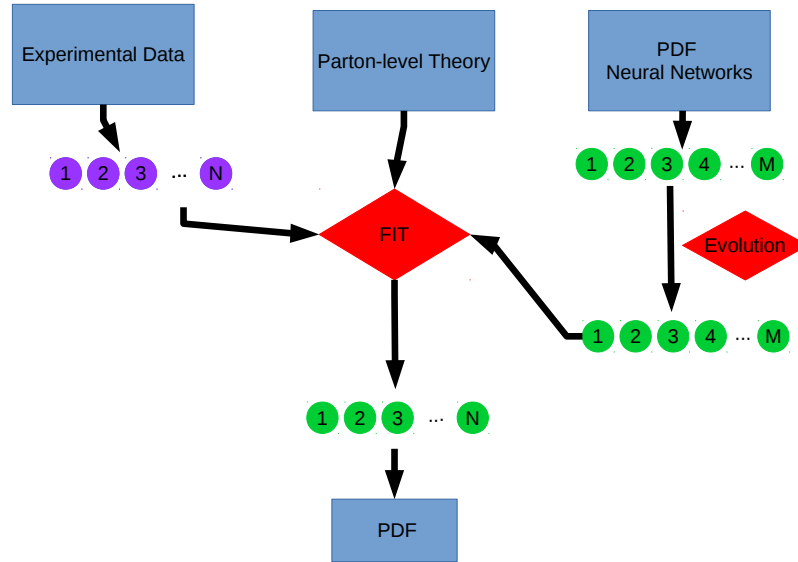 Experimental Data
Parton-level Theory
PDF
Neural Networks
1 2 3 ... N
1 2 3 4 ... M
FIT
Evolution
1 2 3 4 ... M
1 2 3 ... N
PDF